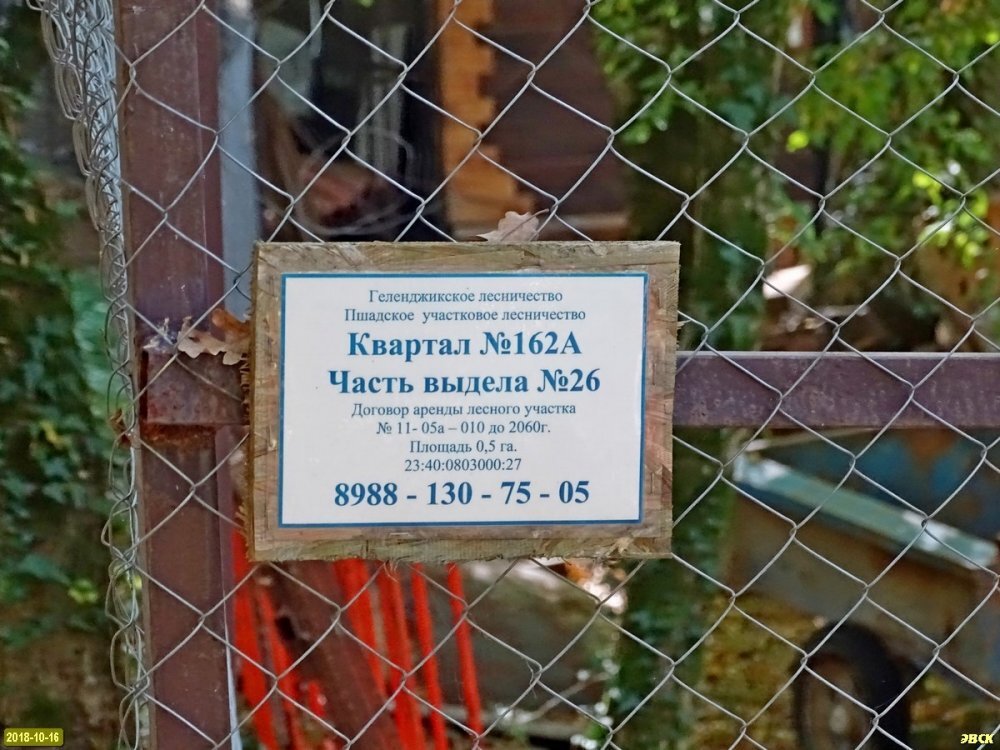 Геленджикское лесничество
Пшадское участковое лесничество
Квартал №162А
Часть выдела №26
Договор аренды лесного участка
№ 11- 05а – 010 до 2060г.
Площадь 0,5 га.
23:40:0803000:27
8988 - 130 - 75 - 05
2018-10-16
ЭВСК